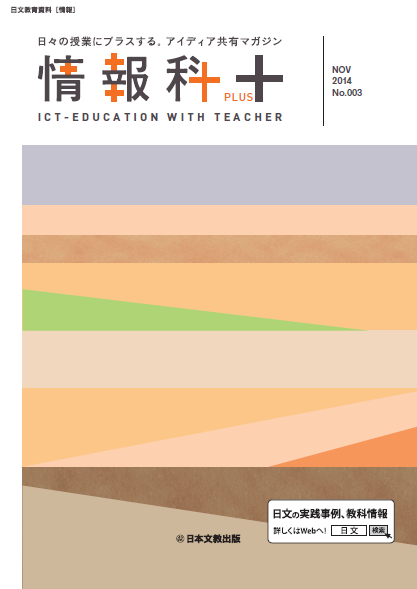 日文教育資料［情報］
日々の授業にプラスする。アイディア共有マガジン
情報科＋
PLUS
ICT-EDUCATION WITH TEACHER
NOV
2014
No.003
日文の実践事例、教科情報
詳しくはWebへ! 日文 検索
日本文教出版